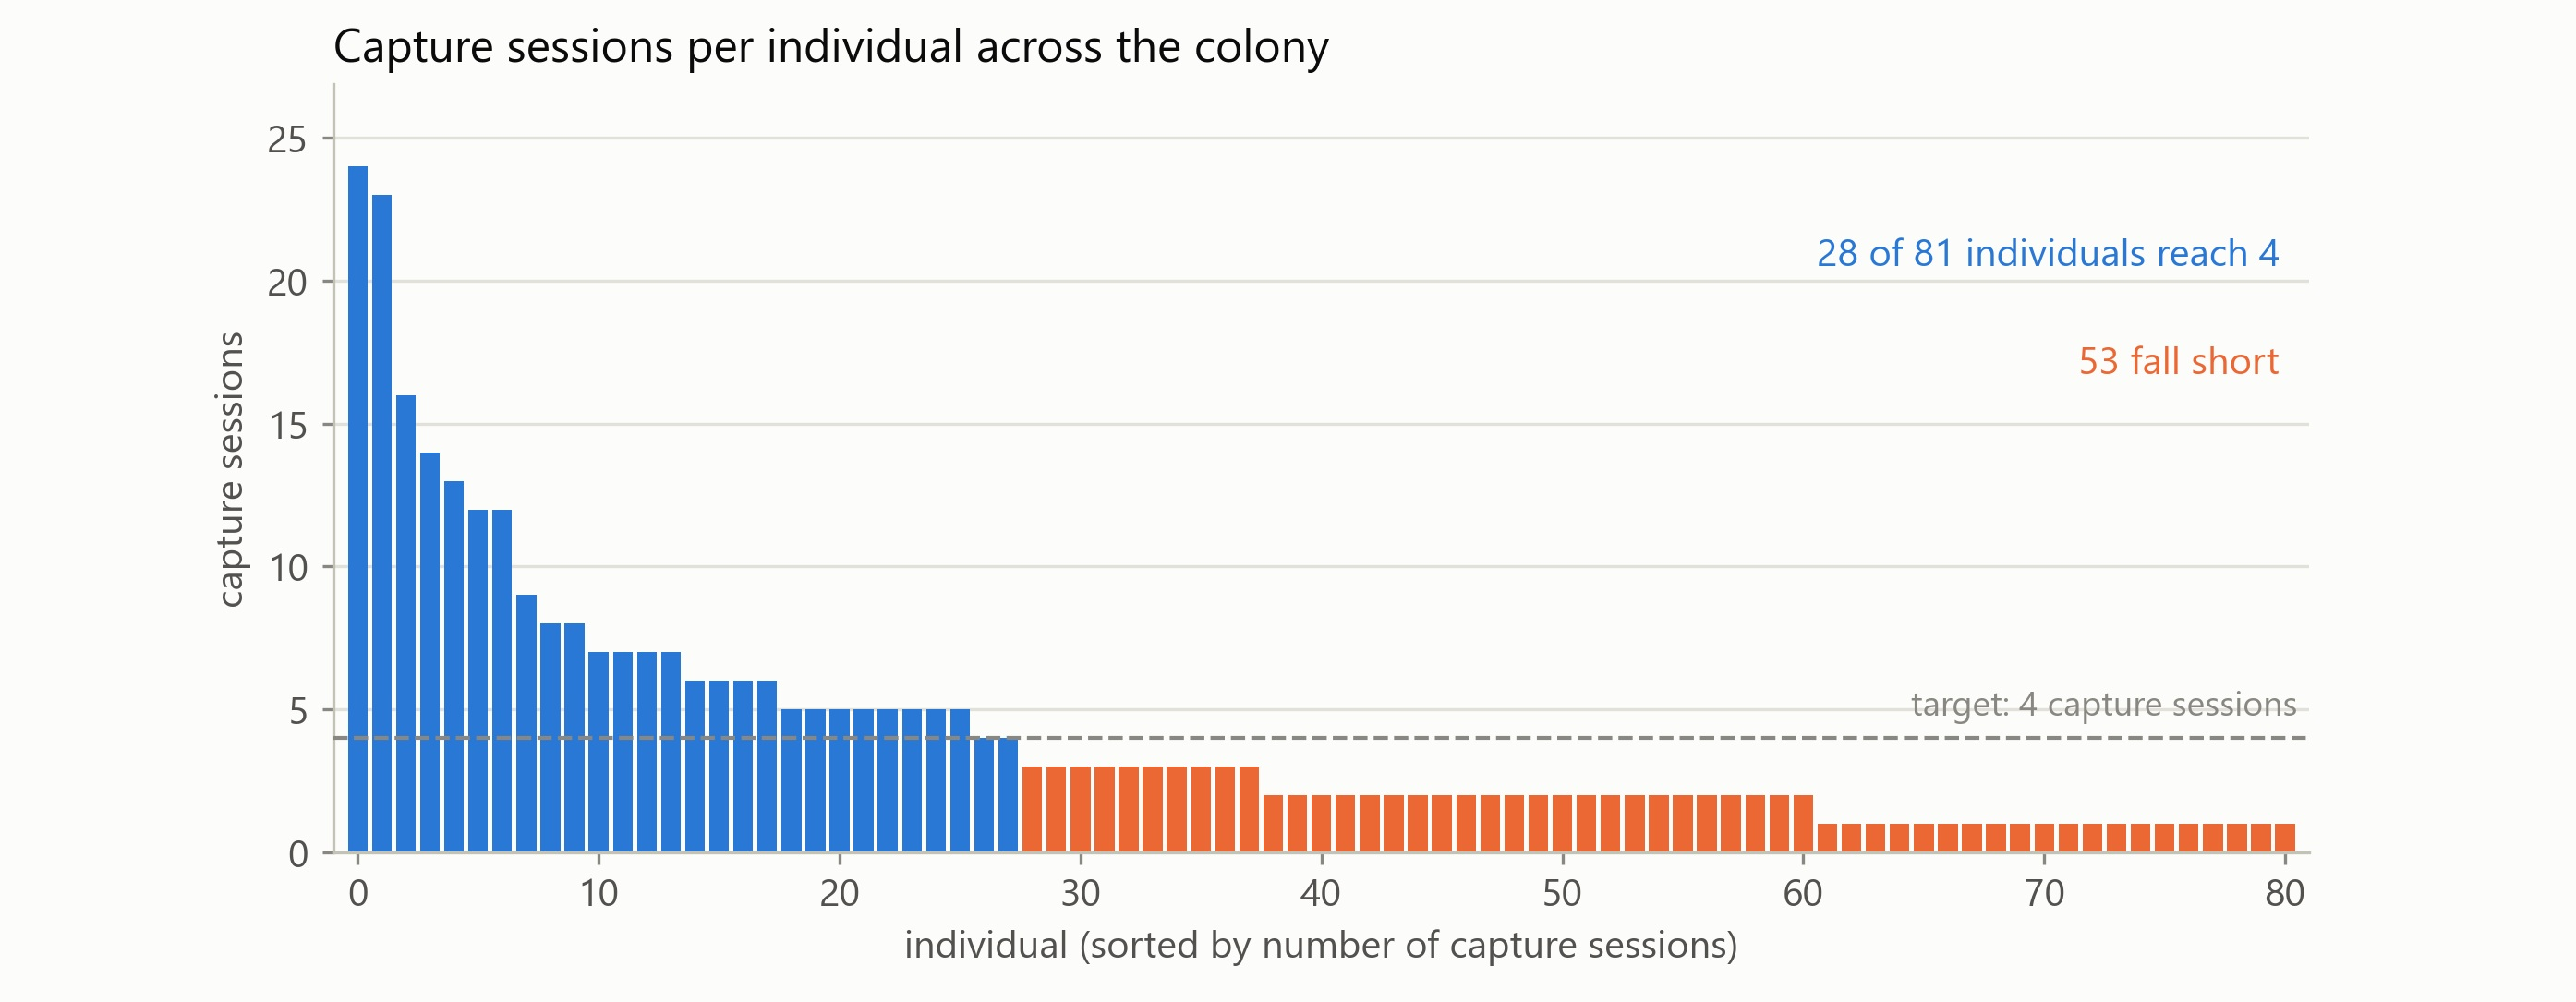 Capture sessions per individual across the colony
25
20
15
10
5
0
capture sessions
28 of 81 individuals reach 4
53 fall short
target: 4 capture sessions
0 10 20 30 40 50 60 70 80
individual (sorted by number of capture sessions)